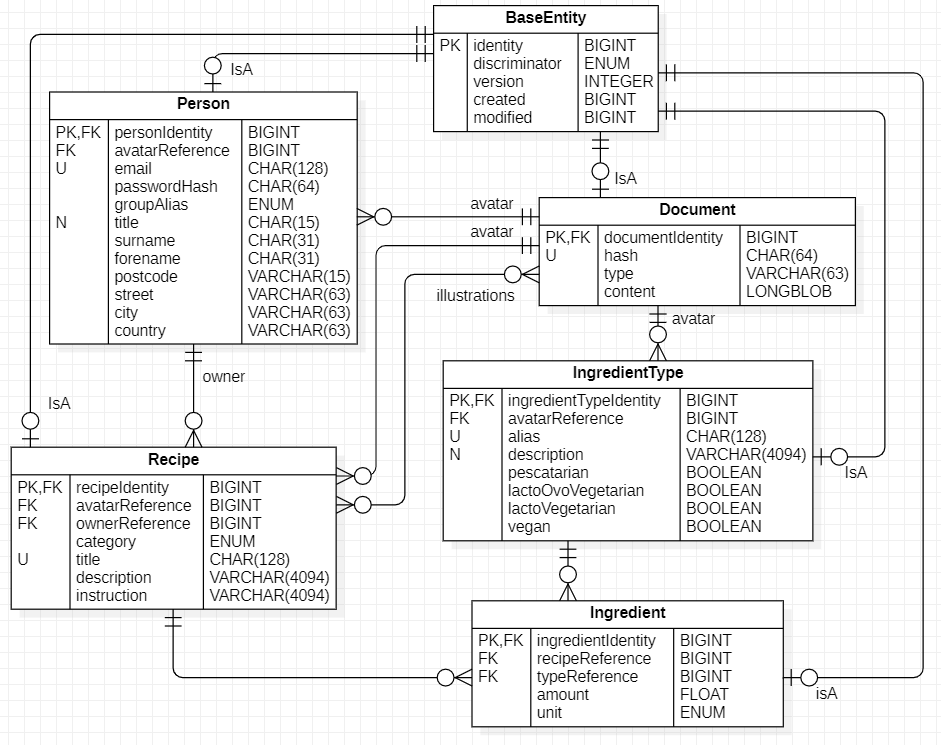 BaseEntity
PK identity BIGINT
discriminator ENUM
version INTEGER
created BIGINT
modified BIGINT
IsA
Person
PK,FK personIdentity BIGINT
FK avatarReference BIGINT
U email CHAR(128)
passwordHash CHAR(64)
groupAlias ENUM
N title CHAR(15)
surname CHAR(31)
forename CHAR(31)
postcode VARCHAR(15)
street VARCHAR(63)
city VARCHAR(63)
country VARCHAR(63)
IsA
avatar
avatar
illustrations
Document
PK,FK documentIdentity BIGINT
U hash CHAR(64)
type VARCHAR(63)
content LONGBLOB
avatar
owner
IsA
IngredientType
PK,FK ingredientTypeIdentity BIGINT
FK avatarReference BIGINT
U alias CHAR(128)
N description VARCHAR(4094)
pescatarian BOOLEAN
lactoOvoVegetarian BOOLEAN
lactoVegetarian BOOLEAN
vegan BOOLEAN
IsA
Recipe
PK,FK recipeIdentity BIGINT
FK avatarReference BIGINT
FK ownerReference BIGINT
category ENUM
U title CHAR(128)
description VARCHAR(4094)
instruction VARCHAR(4094)
Ingredient
PK,FK ingredientIdentity BIGINT
FK recipeReference BIGINT
FK typeReference BIGINT
amount FLOAT
unit ENUM
isA